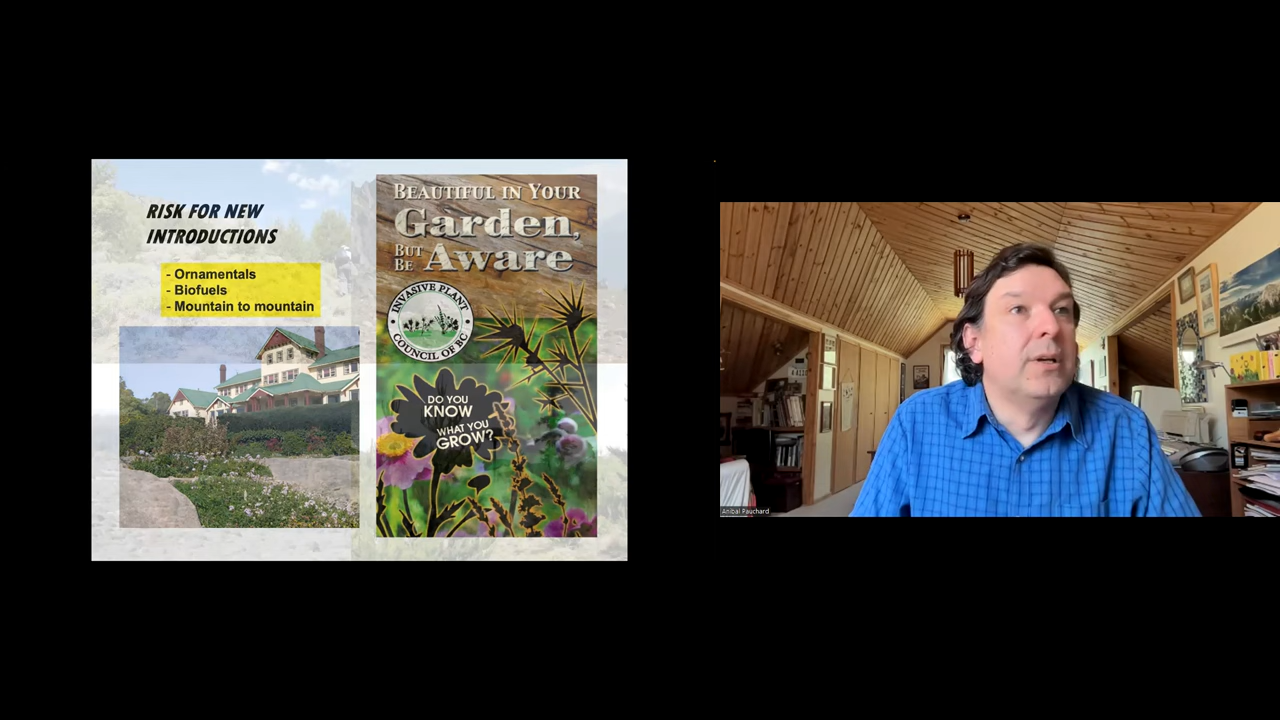 RISK FOR NEW
INTRODUCTIONS
- Ornamentals
- Biofuels
- Mountain to mountain
BEAUTIFUL IN YOUR
Garden,
BUT BE Aware
INVASIVE PLANT
COUNCIL OF BC
DO YOU
KNOW
WHAT YOU
GROW?
Anibal Pauchard